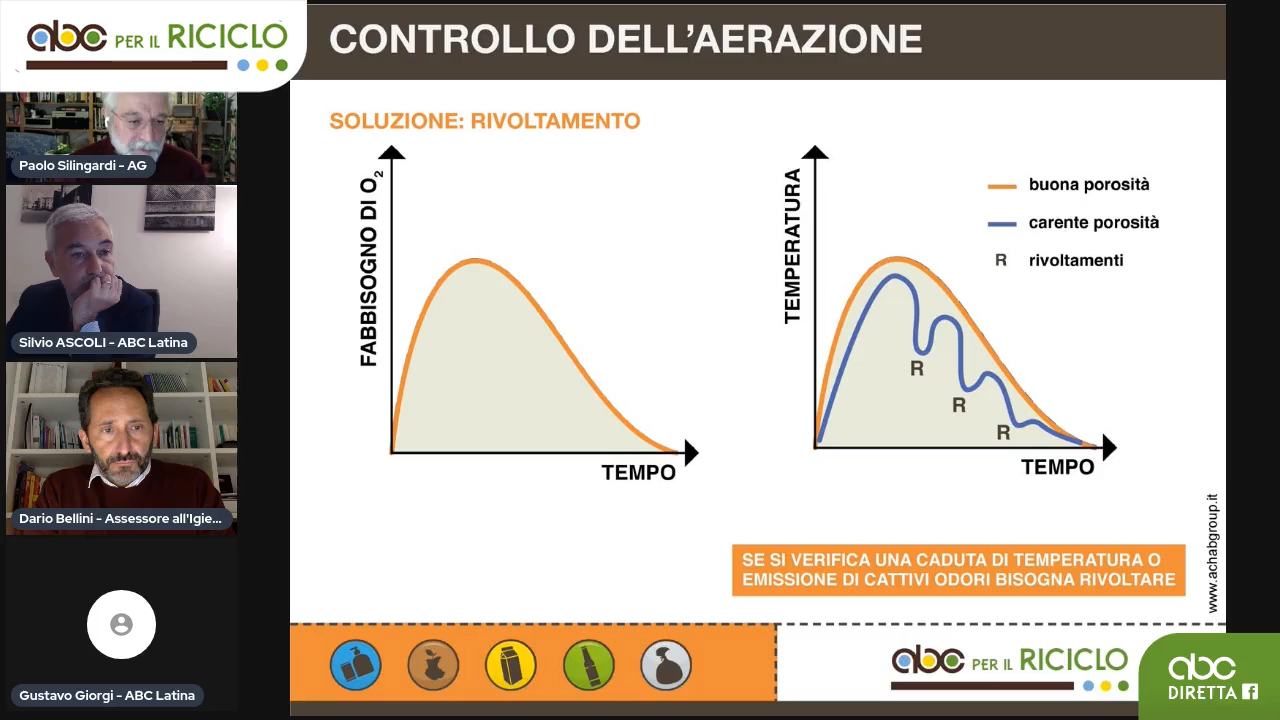 abc PER IL RICICLO
CONTROLLO DELL'AERAZIONE
Paolo Silingardi - AG
Silvio ASCOLI - ABC Latina
Dario Bellini - Assessore all'Igie...
Gustavo Giorgi - ABC Latina
SOLUZIONE: RIVOLTAMENTO
FABBISOGNO DI O2
TEMPO
TEMPERATURA
buona porosità
carente porosità
R rivoltamenti
R
R
R
TEMPO
SE SI VERIFICA UNA CADUTA DI TEMPERATURA O
EMISSIONE DI CATTIVI ODORI BISOGNA RIVOLTARE
www.achabgroup.it
abc PER IL RICICLO
abc
DIRETTA f